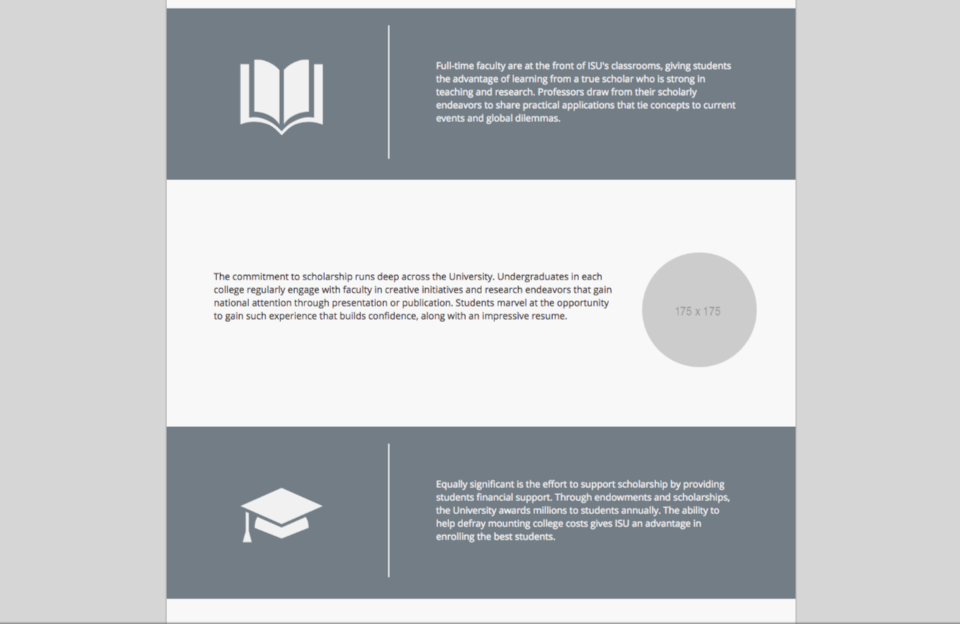 Full-time faculty are at the front of ISU's classrooms, giving students
the advantage of learning from a true scholar who is strong in
teaching and research. Professors draw from their scholarly
endeavors to share practical applications that tie concepts to current
events and global dilemmas.
The commitment to scholarship runs deep across the University. Undergraduates in each
college regularly engage with faculty in creative initiatives and research endeavors that gain
national attention through presentation or publication. Students marvel at the opportunity
to gain such experience that builds confidence, along with an impressive resume.
175 x 175
Equally significant is the effort to support scholarship by providing
students financial support. Through endowments and scholarships,
the University awards millions to students annually. The ability to
help defray mounting college costs gives ISU an advantage in
enrolling the best students.